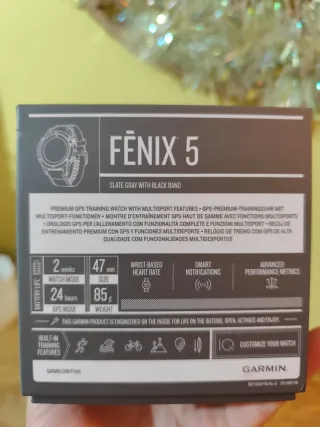 FĒNIX® 5
SLATE GRAY WITH BLACK BAND
PREMIUM GPS TRAINING WATCH WITH MULTISPORT FEATURES • GPS-PREMIUM-TRAININGSUHR MIT
MULTISPORT-FUNKTIONEN • MONTRE D'ENTRAÎNEMENT GPS HAUT DE GAMME AVEC FONCTIONS MULTISPORTS
• OROLOGIO GPS PER L'ALLENAMENTO CON FUNZIONALITÀ COMPLETE E FUNZIONI MULTISPORT • RELOJ DE
ENTRENAMIENTO PREMIUM CON GPS Y FUNCIONES MULTIDEPORTE • RELÓGIO DE TREINO COM GPS DE ALTA
QUALIDADE COM FUNCIONALIDADES MULTIDESPORTOS
BATTERY LIFE
2 weeks
WATCH MODE
24 hours
GPS MODE
47 mm
SIZE
85 g
WEIGHT
WRIST-BASED
HEART RATE
SMART
NOTIFICATIONS
ADVANCED
PERFORMANCE METRICS
THIS GARMIN PRODUCT IS ENGINEERED ON THE INSIDE FOR LIFE ON THE OUTSIDE. OPEN, ACTIVATE AND ENJOY!
BUILT-IN
TRAINING
FEATURES
IQ
CUSTOMIZE YOUR WATCH
GARMIN.COM/FENIX
GARMIN